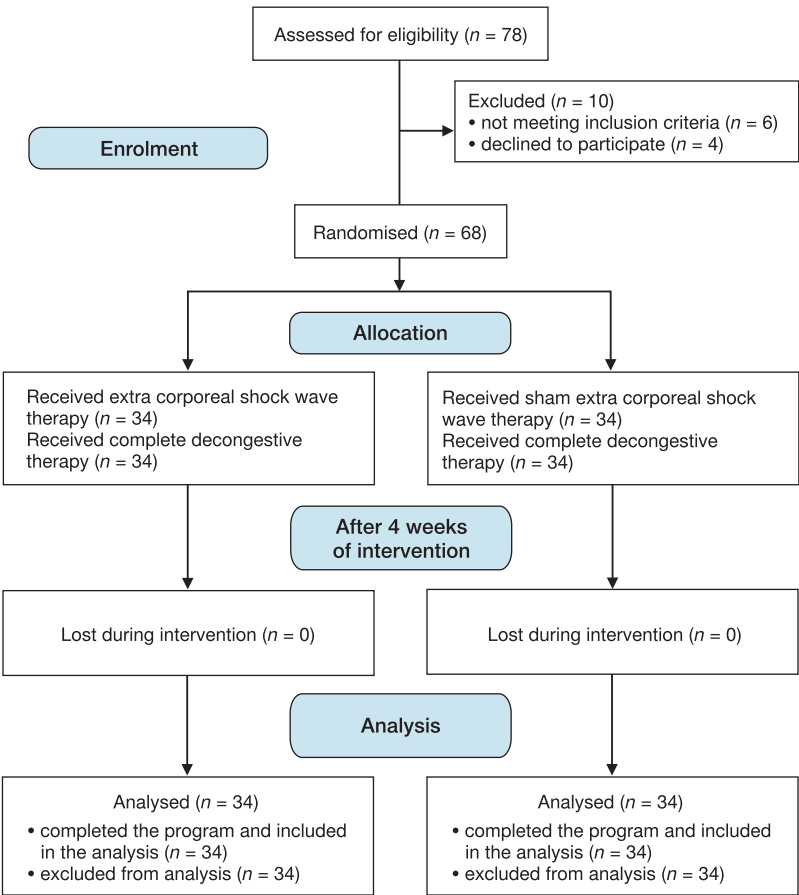 Assessed for eligibility (n = 78)
Excluded (n = 10)
• not meeting inclusion criteria (n = 6)
• declined to participate (n = 4)
Enrolment
Randomised (n = 68)
Allocation
Received extra corporeal shock wave
therapy (n = 34)
Received complete decongestive
therapy (n = 34)
Received sham extra corporeal shock
wave therapy (n = 34)
Received complete decongestive
therapy (n = 34)
After 4 weeks
of intervention
Lost during intervention (n = 0)
Lost during intervention (n = 0)
Analysis
Analysed (n = 34)
• completed the program and included
in the analysis (n = 34)
• excluded from analysis (n = 34)
Analysed (n = 34)
• completed the program and included
in the analysis (n = 34)
• excluded from analysis (n = 34)